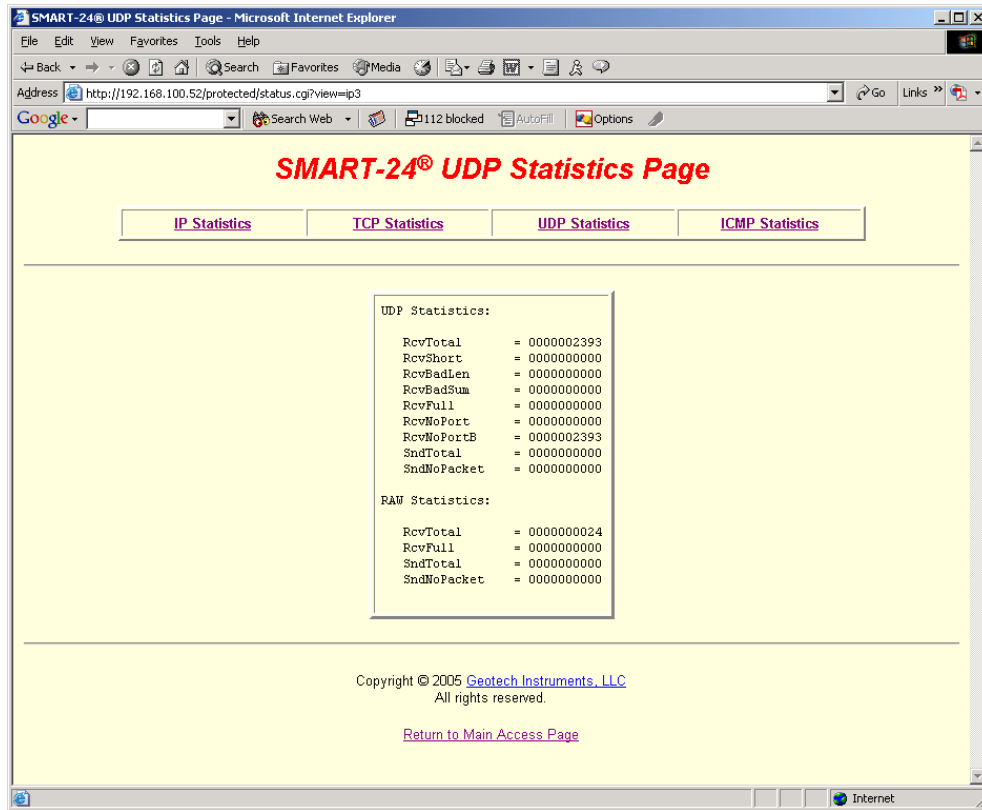 SMART-24® UDP Statistics Page - Microsoft Internet Explorer
File Edit View Favorites Tools Help
Back Search Favorites Media
Address http://192.168.100.52/protected/status.cgi?view=ip3 Go Links »
Google Search Web 112 blocked AutoFill Options
SMART-24® UDP Statistics Page
IP Statistics TCP Statistics UDP Statistics ICMP Statistics
UDP Statistics:
RcvTotal = 0000002393
RcvShort = 0000000000
RcvBadLen = 0000000000
RcvBadSum = 0000000000
RcvFull = 0000000000
RcvNoPort = 0000000000
RcvNoPortB = 0000002393
SndTotal = 0000000000
SndNoPacket = 0000000000
RAW Statistics:
RcvTotal = 0000000024
RcvFull = 0000000000
SndTotal = 0000000000
SndNoPacket = 0000000000
Copyright © 2005 Geotech Instruments, LLC
All rights reserved.
Return to Main Access Page
Internet